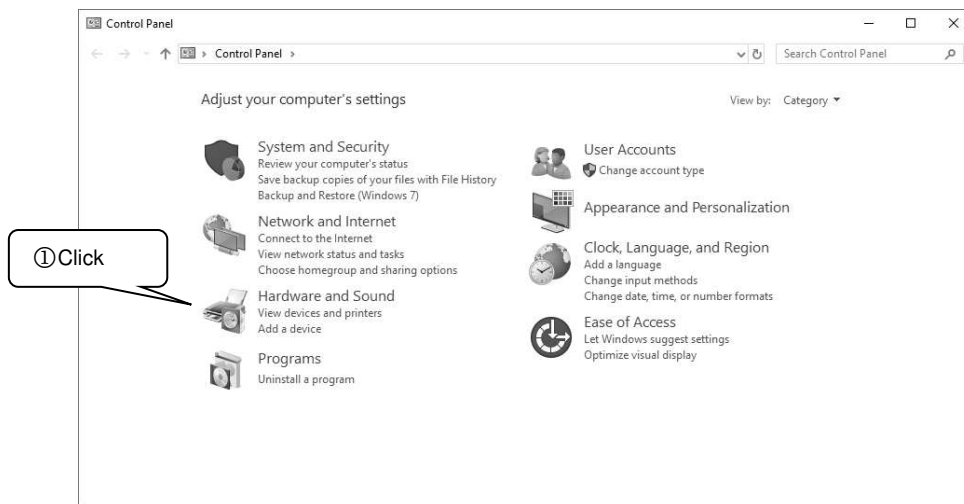 Control Panel
Control Panel
Search Control Panel
Adjust your computer's settings
View by: Category
System and Security
Review your computer's status
Save backup copies of your files with File History
Backup and Restore (Windows 7)
Network and Internet
Connect to the Internet
View network status and tasks
Choose homegroup and sharing options
①Click
Hardware and Sound
View devices and printers
Add a device
Programs
Uninstall a program
User Accounts
Change account type
Appearance and Personalization
Clock, Language, and Region
Add a language
Change input methods
Change date, time, or number formats
Ease of Access
Let Windows suggest settings
Optimize visual display